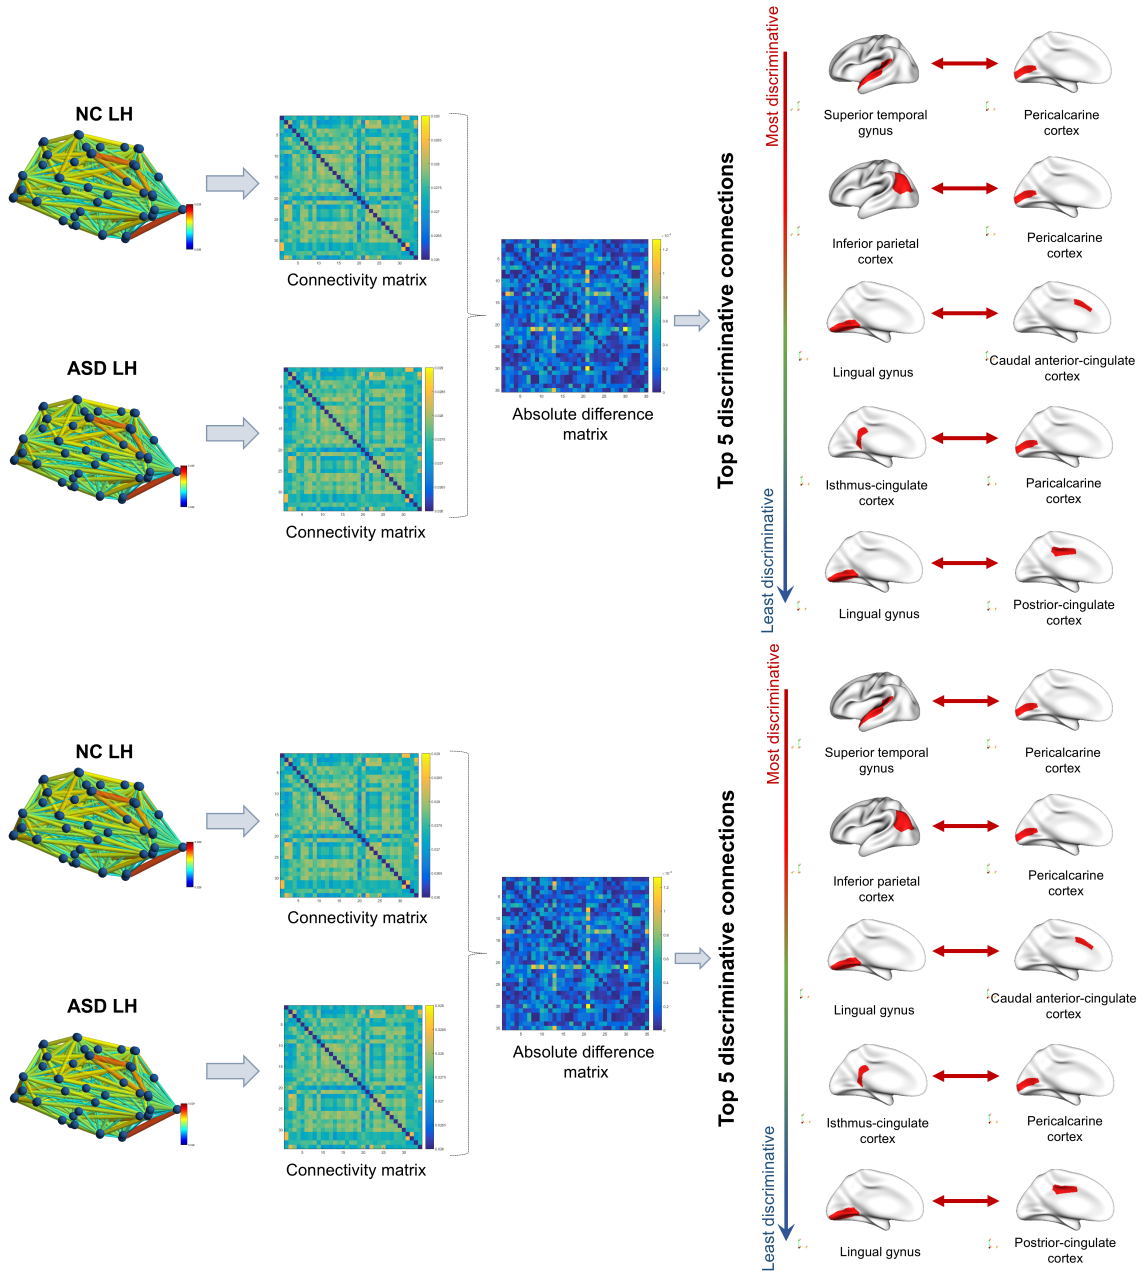 NC LH
Connectivity matrix
ASD LH
Connectivity matrix
Absolute difference
matrix
Top 5 discriminative connections
Most discriminative
Least discriminative
Superior temporal
gynus
Pericalcarine
cortex
Inferior parietal
cortex
Pericalcarine
cortex
Lingual gynus
Caudal anterior-cingulate
cortex
Isthmus-cingulate
cortex
Paricalcarine
cortex
Lingual gynus
Postrior-cingulate
cortex
NC LH
Connectivity matrix
ASD LH
Connectivity matrix
Absolute difference
matrix
Top 5 discriminative connections
Most discriminative
Least discriminative
Superior temporal
gynus
Pericalcarine
cortex
Inferior parietal
cortex
Pericalcarine
cortex
Lingual gynus
Caudal anterior-cingulate
cortex
Isthmus-cingulate
cortex
Pericalcarine
cortex
Lingual gynus
Postrior-cingulate
cortex